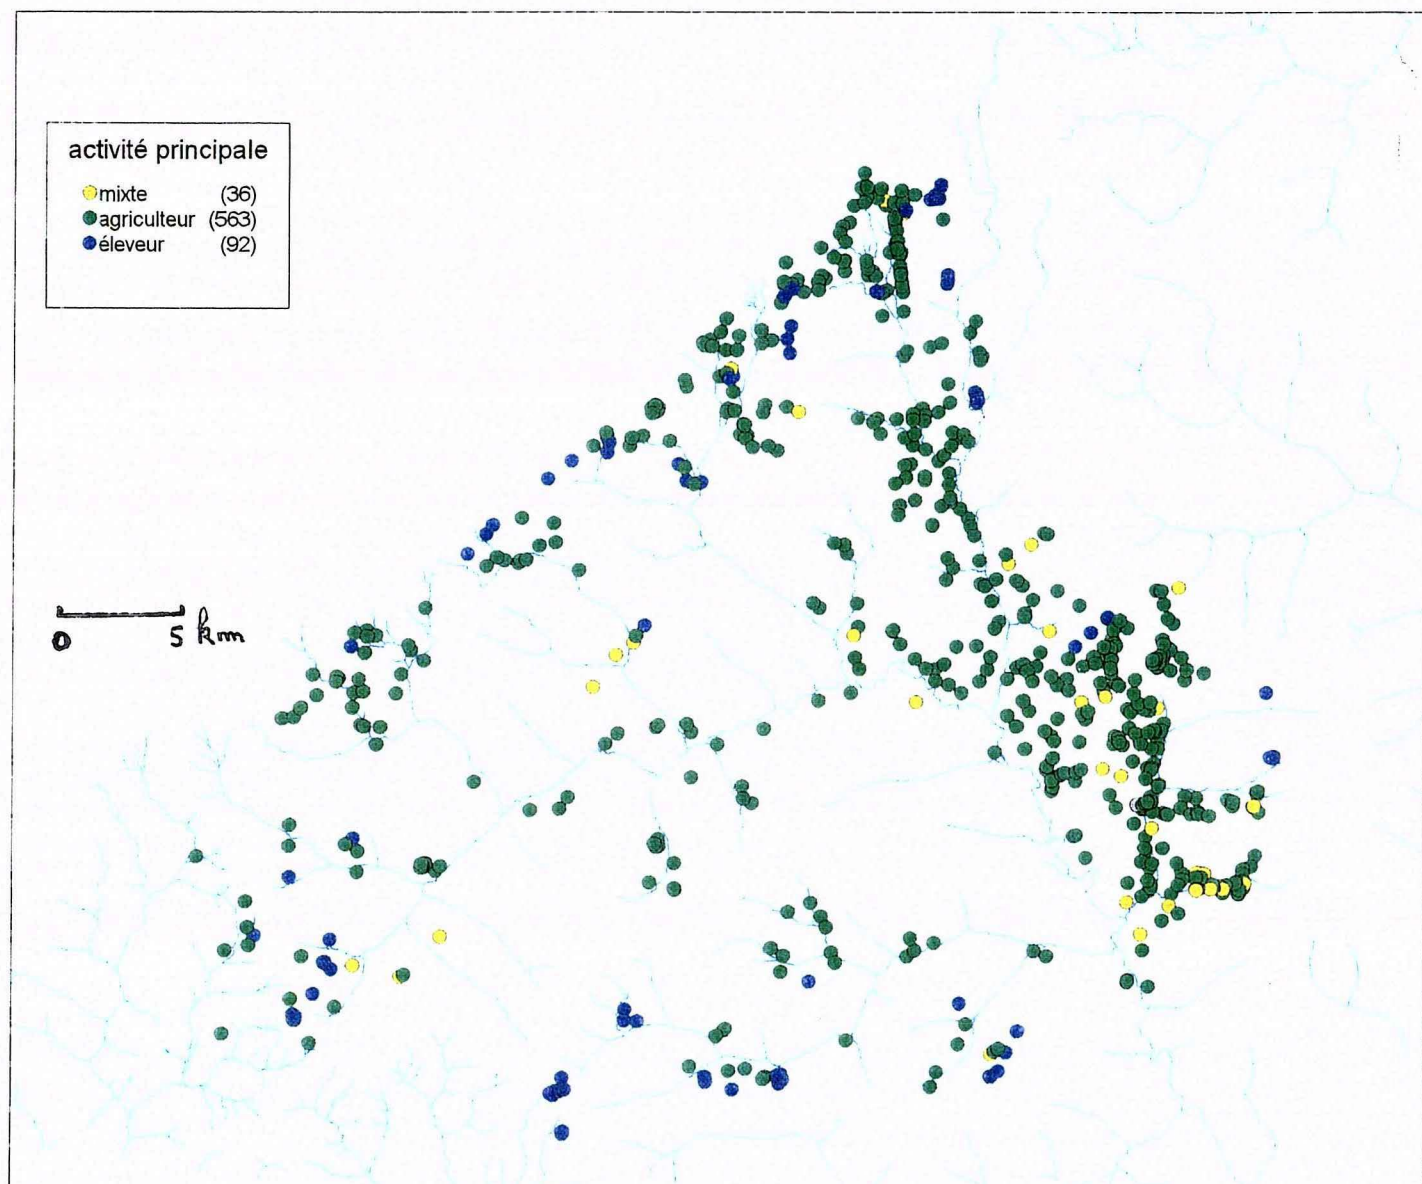 activité principale
mixte (36)
agriculteur (563)
éleveur (92)
0 5 km